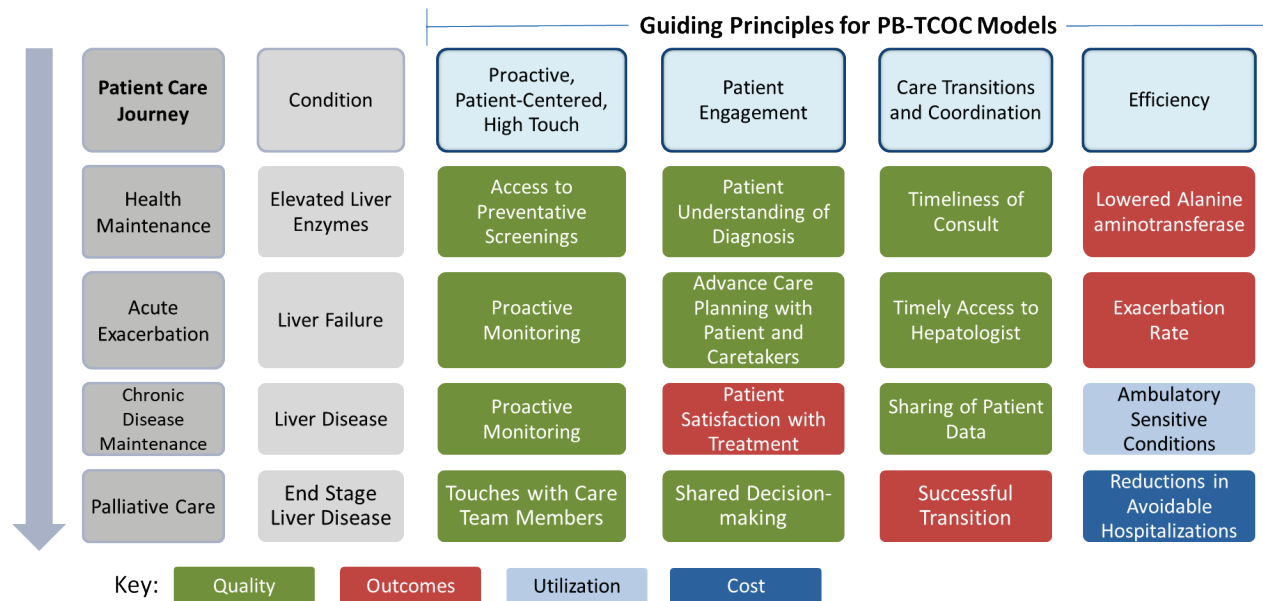 Guiding Principles for PB-TCOC Models
Patient Care
Journey
Condition
Proactive,
Patient-Centered,
High Touch
Patient
Engagement
Care Transitions
and Coordination
Efficiency
Health
Maintenance
Elevated Liver
Enzymes
Access to
Preventative
Screenings
Patient
Understanding of
Diagnosis
Timeliness of
Consult
Lowered Alanine
aminotransferase
Acute
Exacerbation
Liver Failure
Proactive
Monitoring
Advance Care
Planning with
Patient and
Caretakers
Timely Access to
Hepatologist
Exacerbation
Rate
Chronic
Disease
Maintenance
Liver Disease
Proactive
Monitoring
Patient
Satisfaction with
Treatment
Sharing of Patient
Data
Ambulatory
Sensitive
Conditions
Palliative Care
End Stage
Liver Disease
Touches with Care
Team Members
Shared Decision-
making
Successful
Transition
Reductions in
Avoidable
Hospitalizations
Key:
Quality
Outcomes
Utilization
Cost